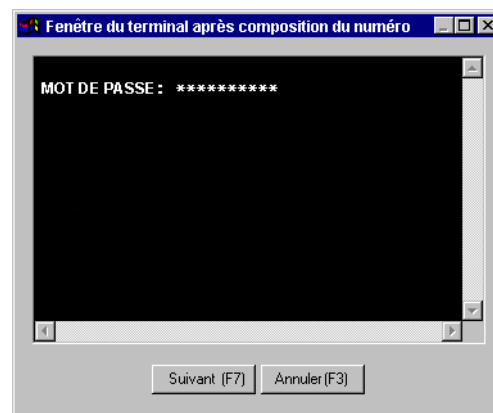 Fenêtre du terminal après composition du numéro
MOT DE PASSE : **********
Suivant (F7) Annuler (F3)